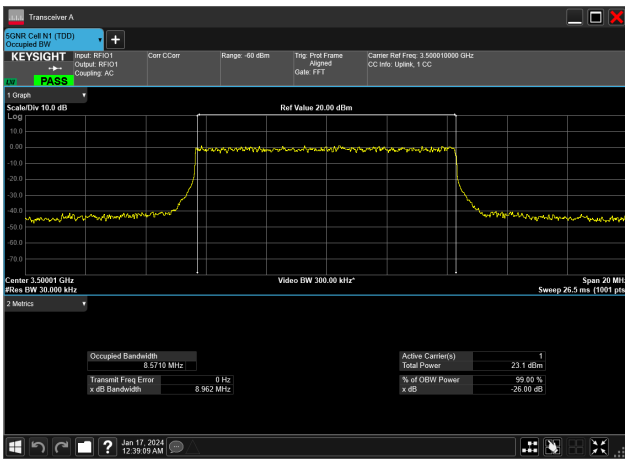 Transceiver A
5GNR Cell N1 (TDD)
Occupied BW
KEYSIGHT
PASS
Input: RFIO1
Output: RFIO1
Coupling: AC
Corr CCorr
Range: -60 dBm
Trig: Prot Frame
Aligned
Gate: FFT
Carrier Ref Freq: 3.500010000 GHz
CC Info: Uplink, 1 CC
1 Graph
Scale/Div 10.0 dB
Ref Value 20.00 dBm
Log
10.0
0.00
-10.0
-20.0
-30.0
-40.0
-50.0
-60.0
-70.0
Center 3.50001 GHz
Video BW 300.00 kHz*
Span 20 MHz
#Res BW 30.000 kHz
Sweep 26.5 ms (1001 pts
2 Metrics
Occupied Bandwidth
8.5710 MHz
Transmit Freq Error 0 Hz
x dB Bandwidth 8.962 MHz
Active Carrier(s) 1
Total Power 23.1 dBm
% of OBW Power 99.00 %
x dB -26.00 dB
? Jan 17, 2024
12:39:09 AM